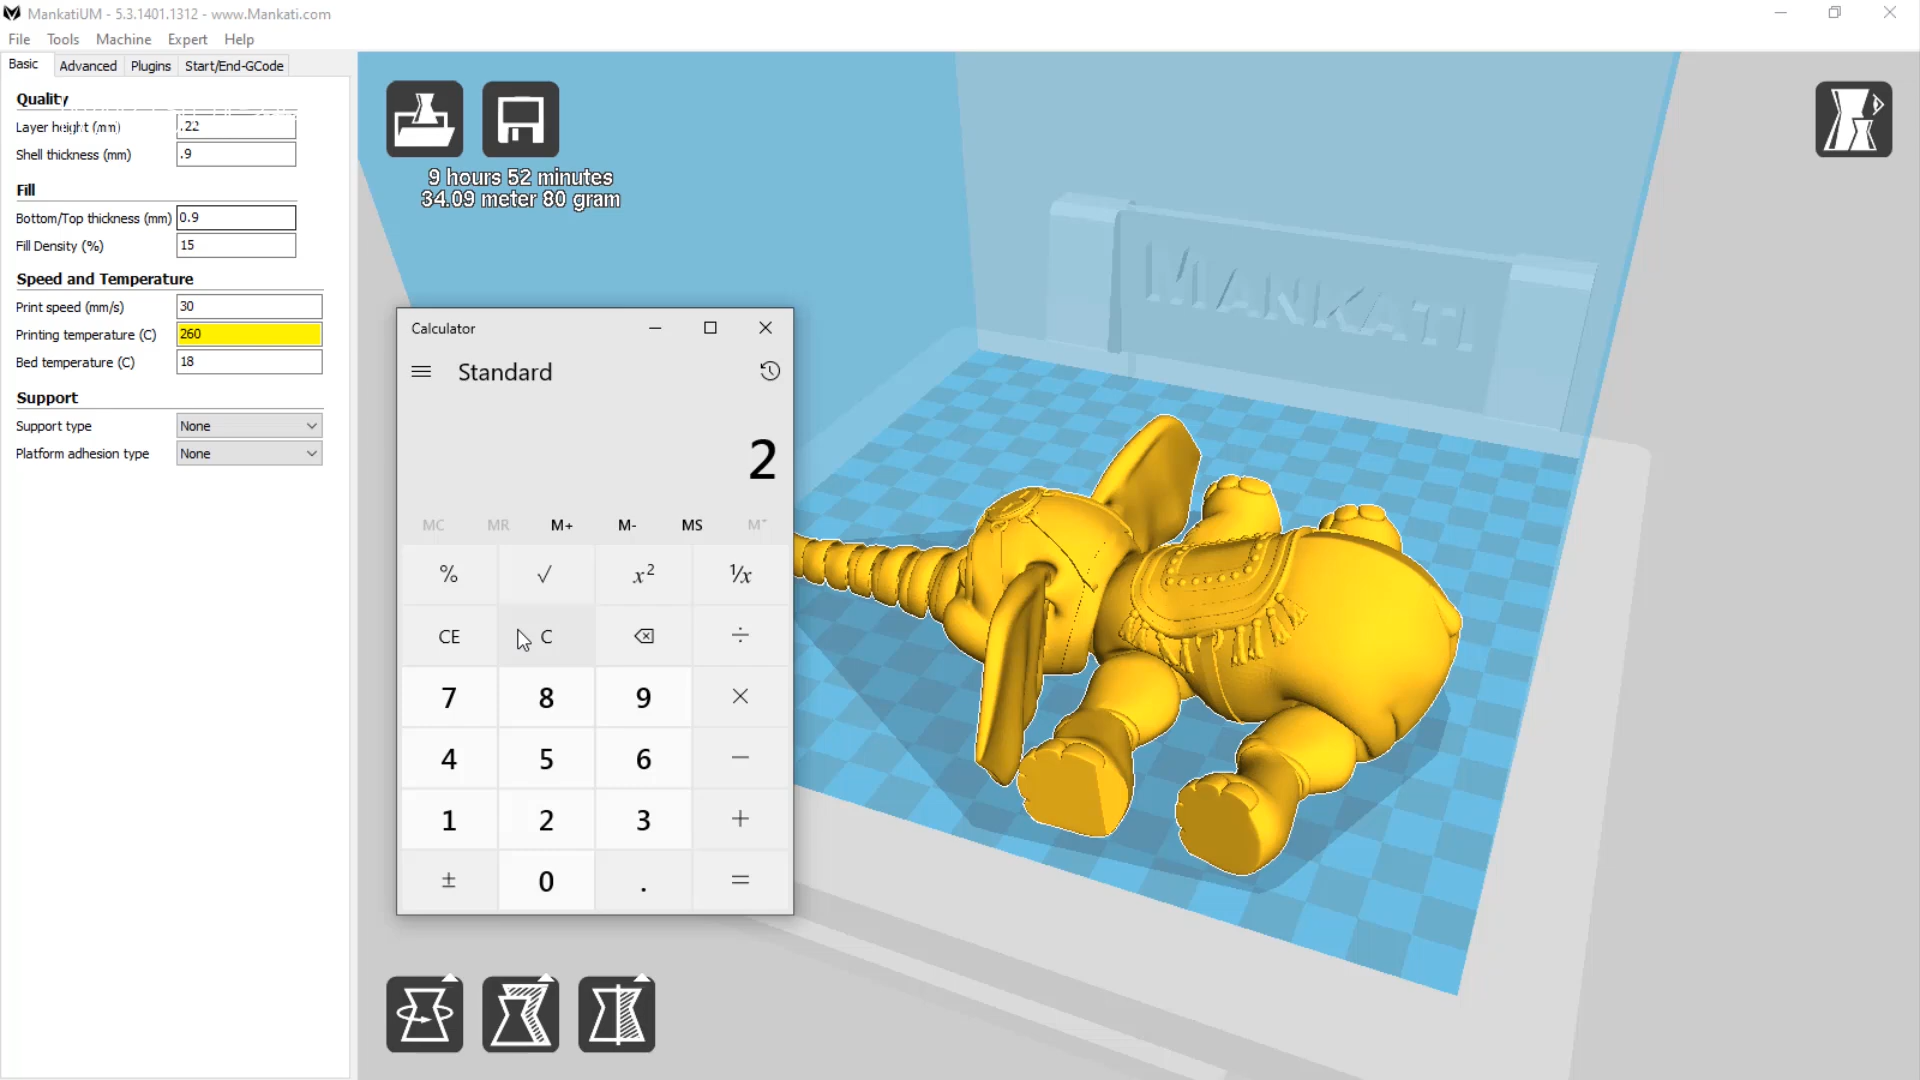 MankatiUM - 5.3.1401.1312 - www.Mankati.com
File Tools Machine Expert Help
Basic Advanced Plugins Start/End-GCode
Quality
Layer height (mm) .22
Shell thickness (mm) .9
Fill
Bottom/Top thickness (mm) 0.9
Fill Density (%) 15
Speed and Temperature
Print speed (mm/s) 30
Printing temperature (C) 260
Bed temperature (C) 18
Support
Support type None
Platform adhesion type None
9 hours 52 minutes
34.09 meter 80 gram
MANKATI
Calculator
Standard
2
MC MR M+ M- MS M˅
% √ x² ¹/x
CE C ÷
7 8 9 ×
4 5 6 −
1 2 3 +
± 0 . =